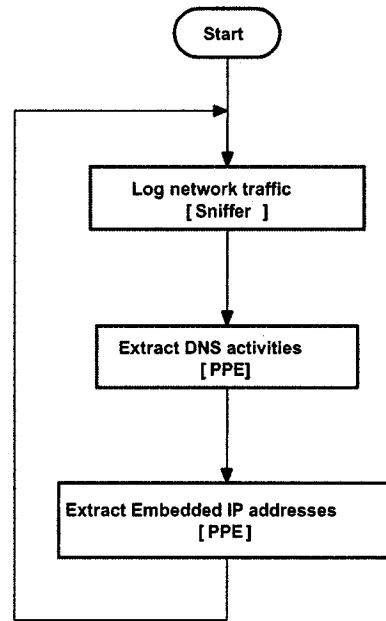 Start
Log network traffic
[ Sniffer ]
Extract DNS activities
[ PPE]
Extract Embedded IP addresses
[ PPE ]